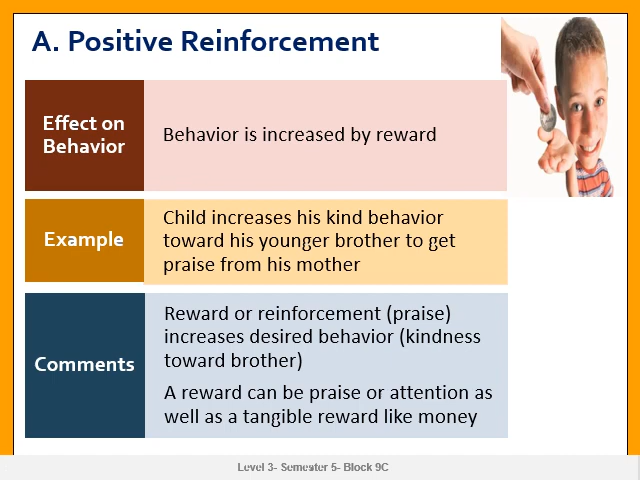 A. Positive Reinforcement
Effect on
Behavior
Behavior is increased by reward
Example
Child increases his kind behavior
toward his younger brother to get
praise from his mother
Comments
Reward or reinforcement (praise)
increases desired behavior (kindness
toward brother)
A reward can be praise or attention as
well as a tangible reward like money
Level 3- Semester 5- Block 9C